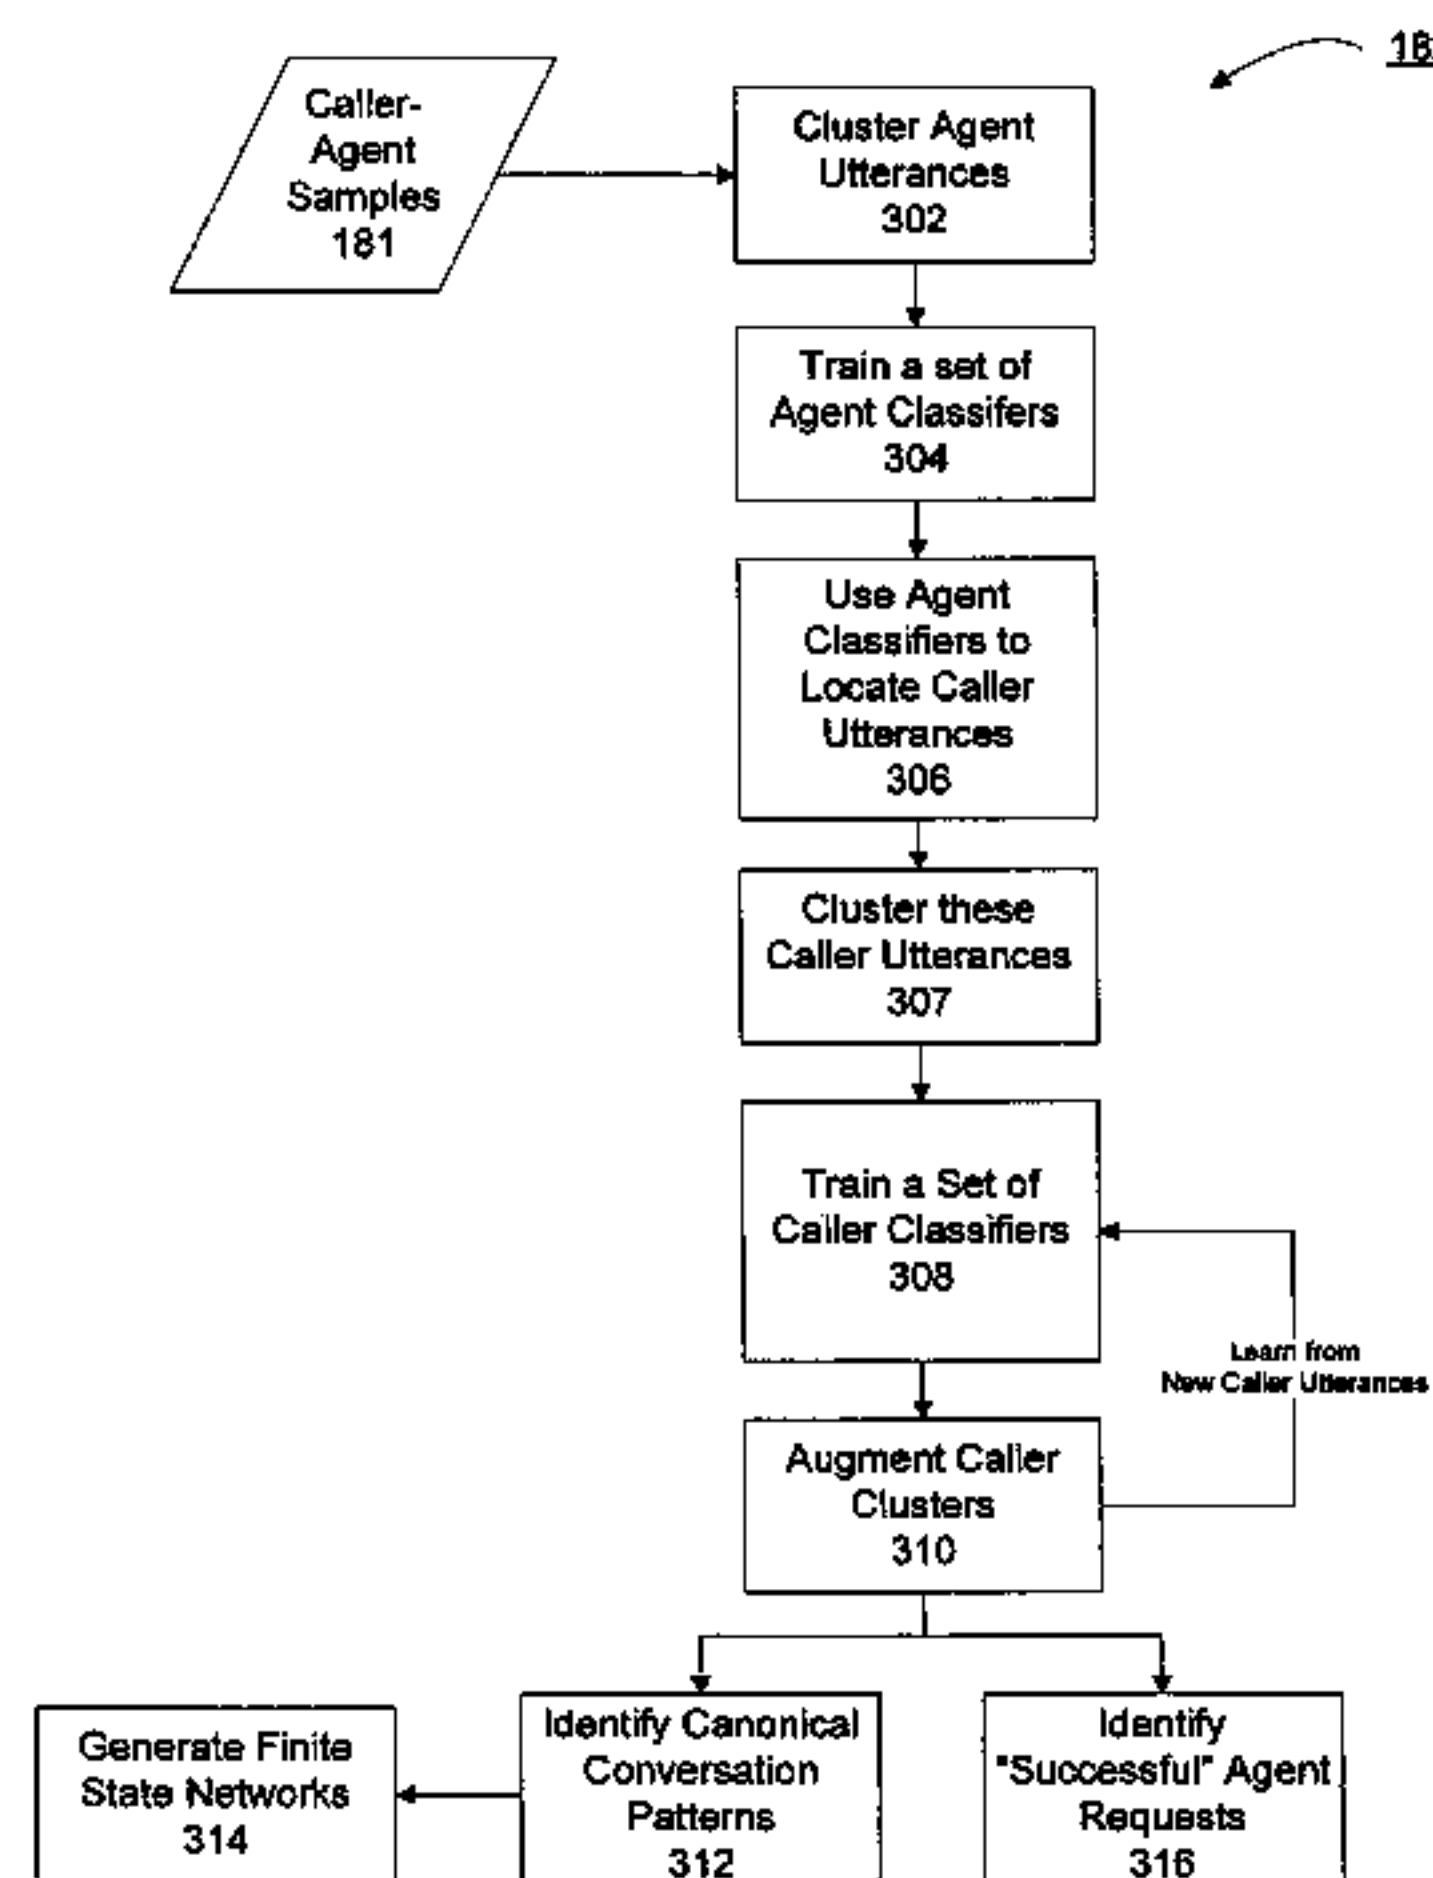 18
Caller-
Agent
Samples
181
Cluster Agent
Utterances
302
Train a set of
Agent Classifers
304
Use Agent
Classifiers to
Locate Caller
Utterances
306
Cluster these
Caller Utterances
307
Train a Set of
Caller Classifiers
308
Learn from
New Caller Utterances
Augment Caller
Clusters
310
Generate Finite
State Networks
314
Identify Canonical
Conversation
Patterns
312
Identify
"Successful" Agent
Requests
316